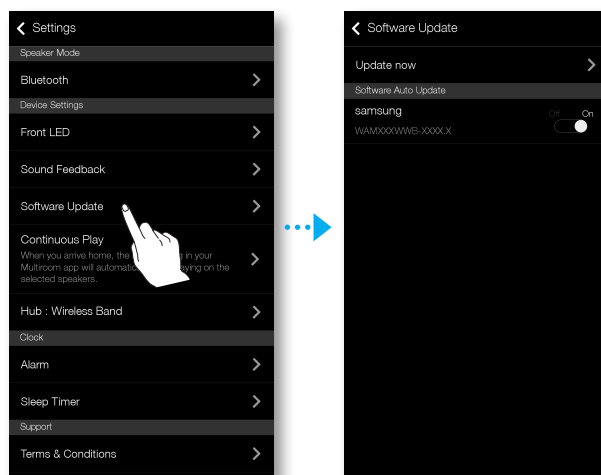 Settings
Speaker Mode
Bluetooth
Device Settings
Front LED
Sound Feedback
Software Update
Continuous Play
When you arrive home, the in your
Multiroom app will automatic aying on the
selected speakers.
Hub : Wireless Band
Clock
Alarm
Sleep Timer
Support
Terms & Conditions
Software Update
Update now
Software Auto Update
samsung
Off On
WAMXXXWWB-XXXX.X